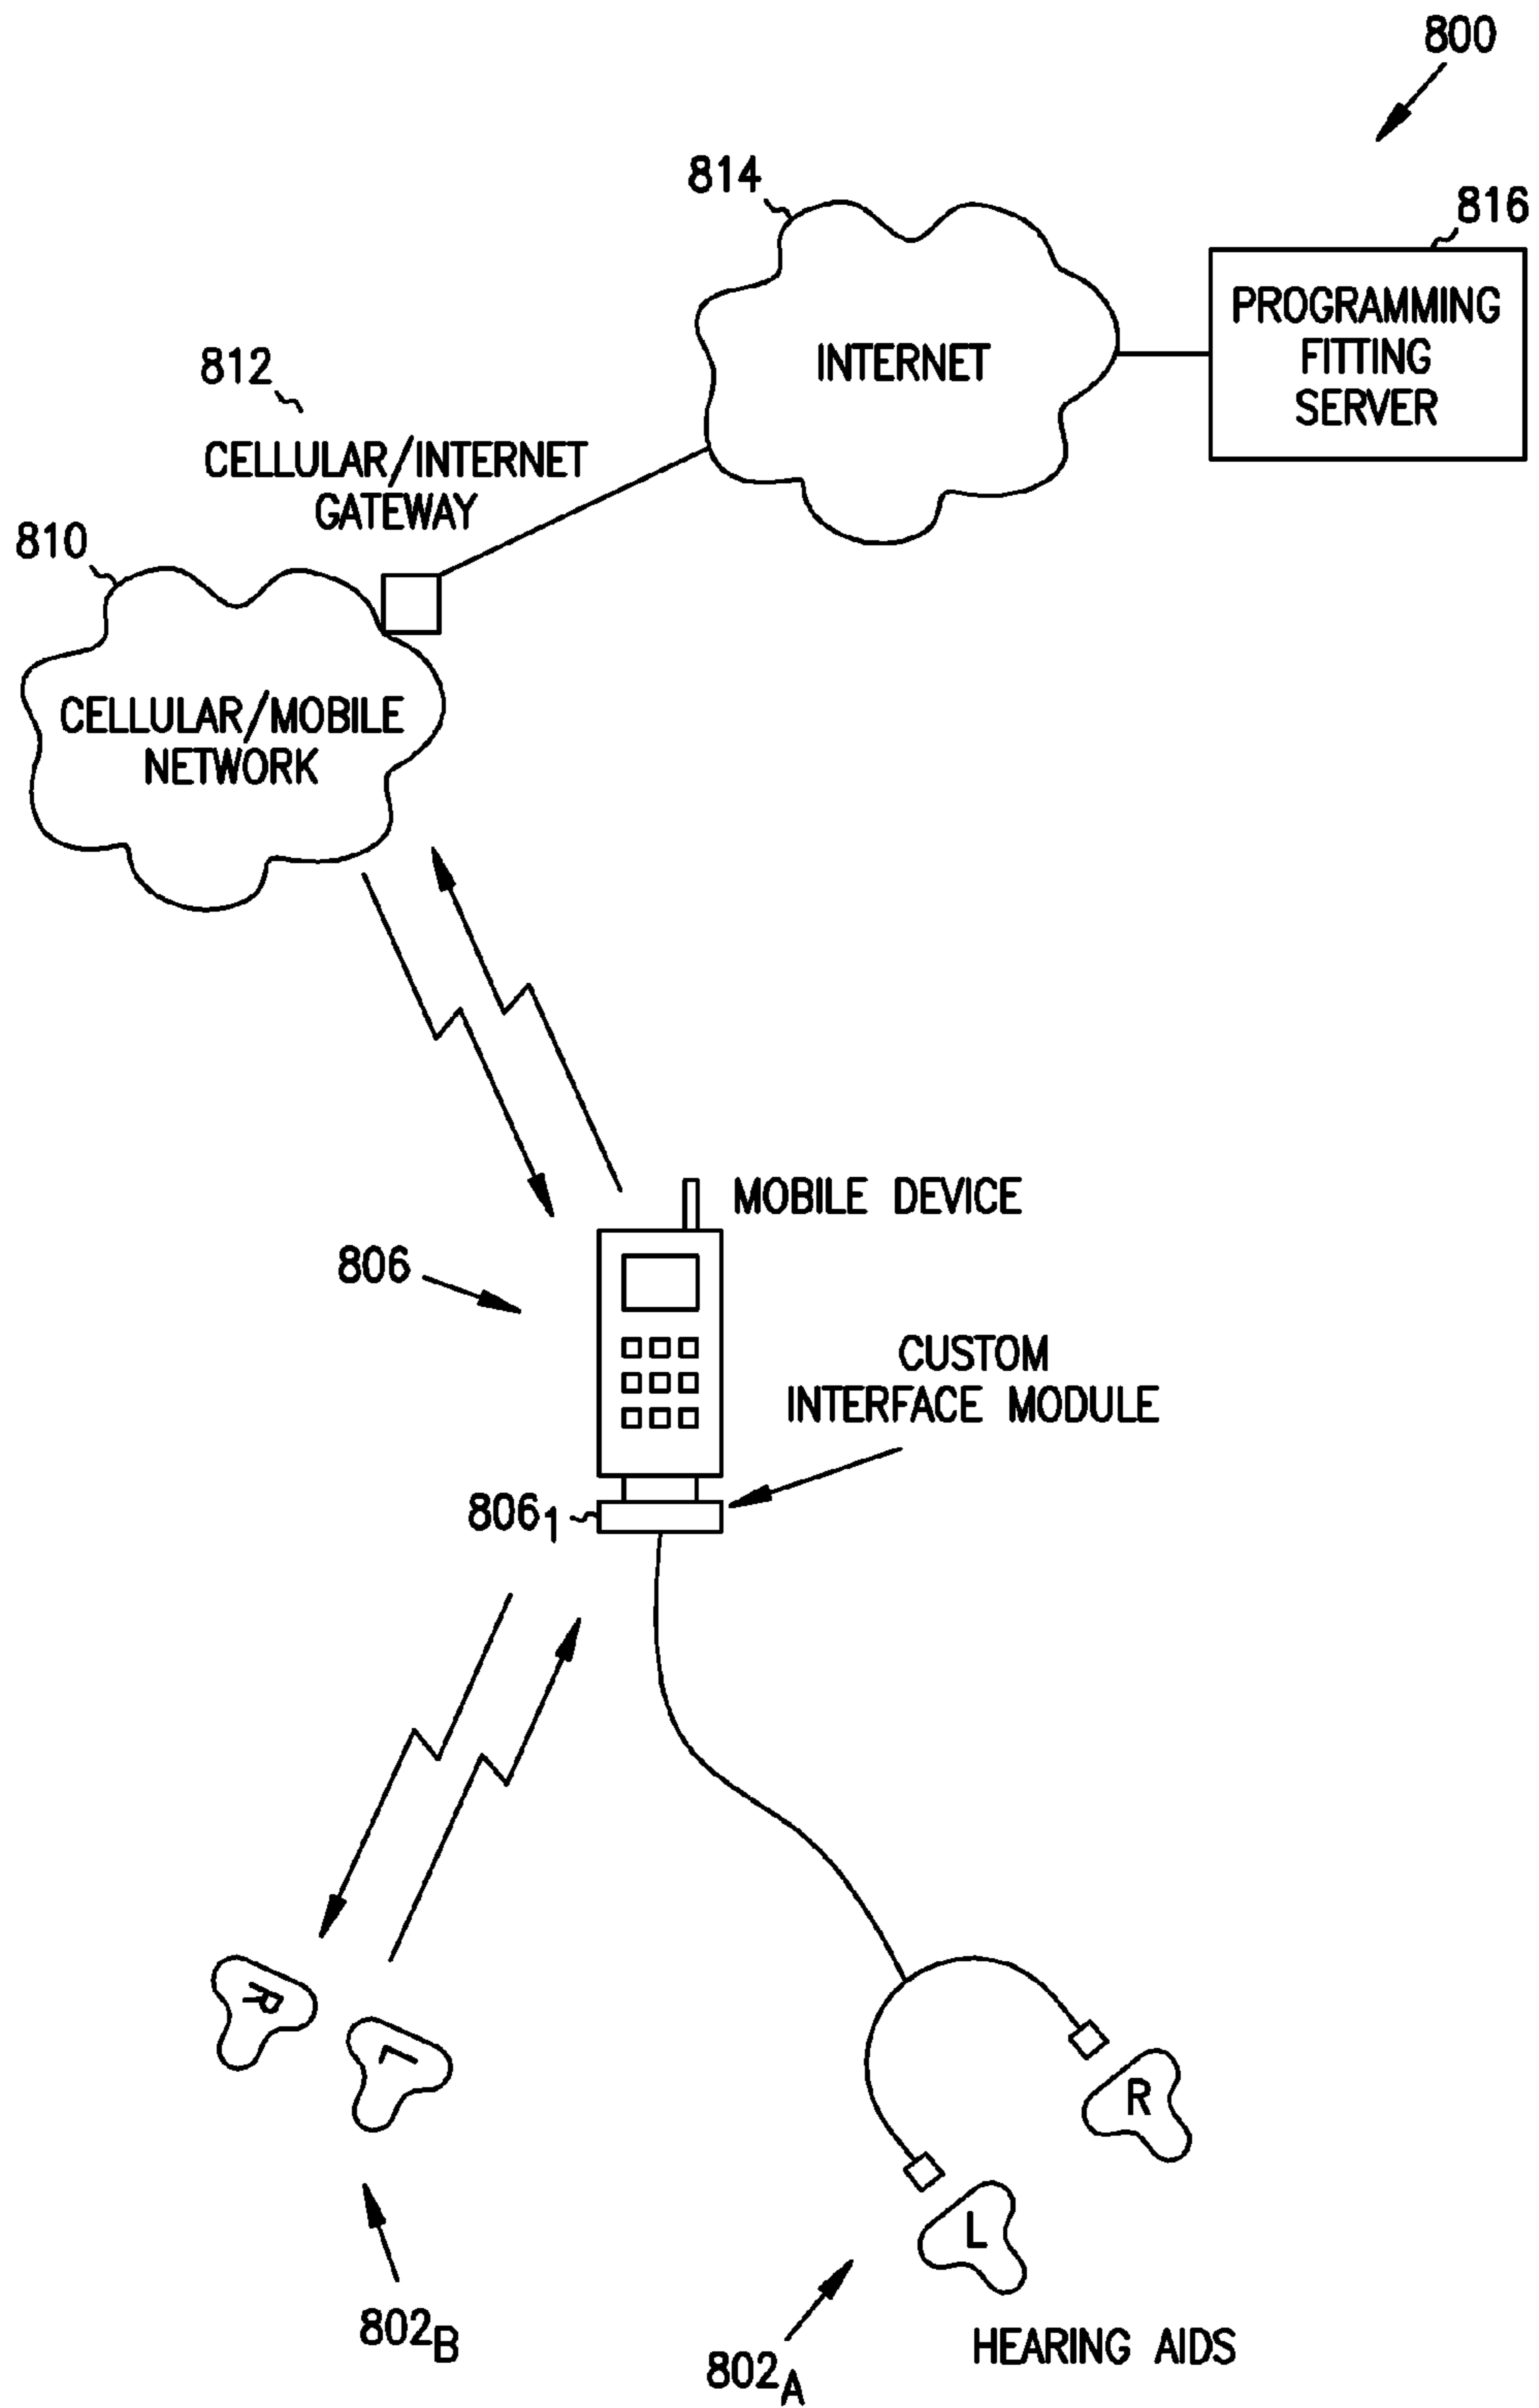 800
814
816
PROGRAMMING
FITTING
SERVER
INTERNET
812
CELLULAR/INTERNET
GATEWAY
810
CELLULAR/MOBILE
NETWORK
MOBILE DEVICE
806
CUSTOM
INTERFACE MODULE
806₁
R
L
R
L
802B
802A
HEARING AIDS